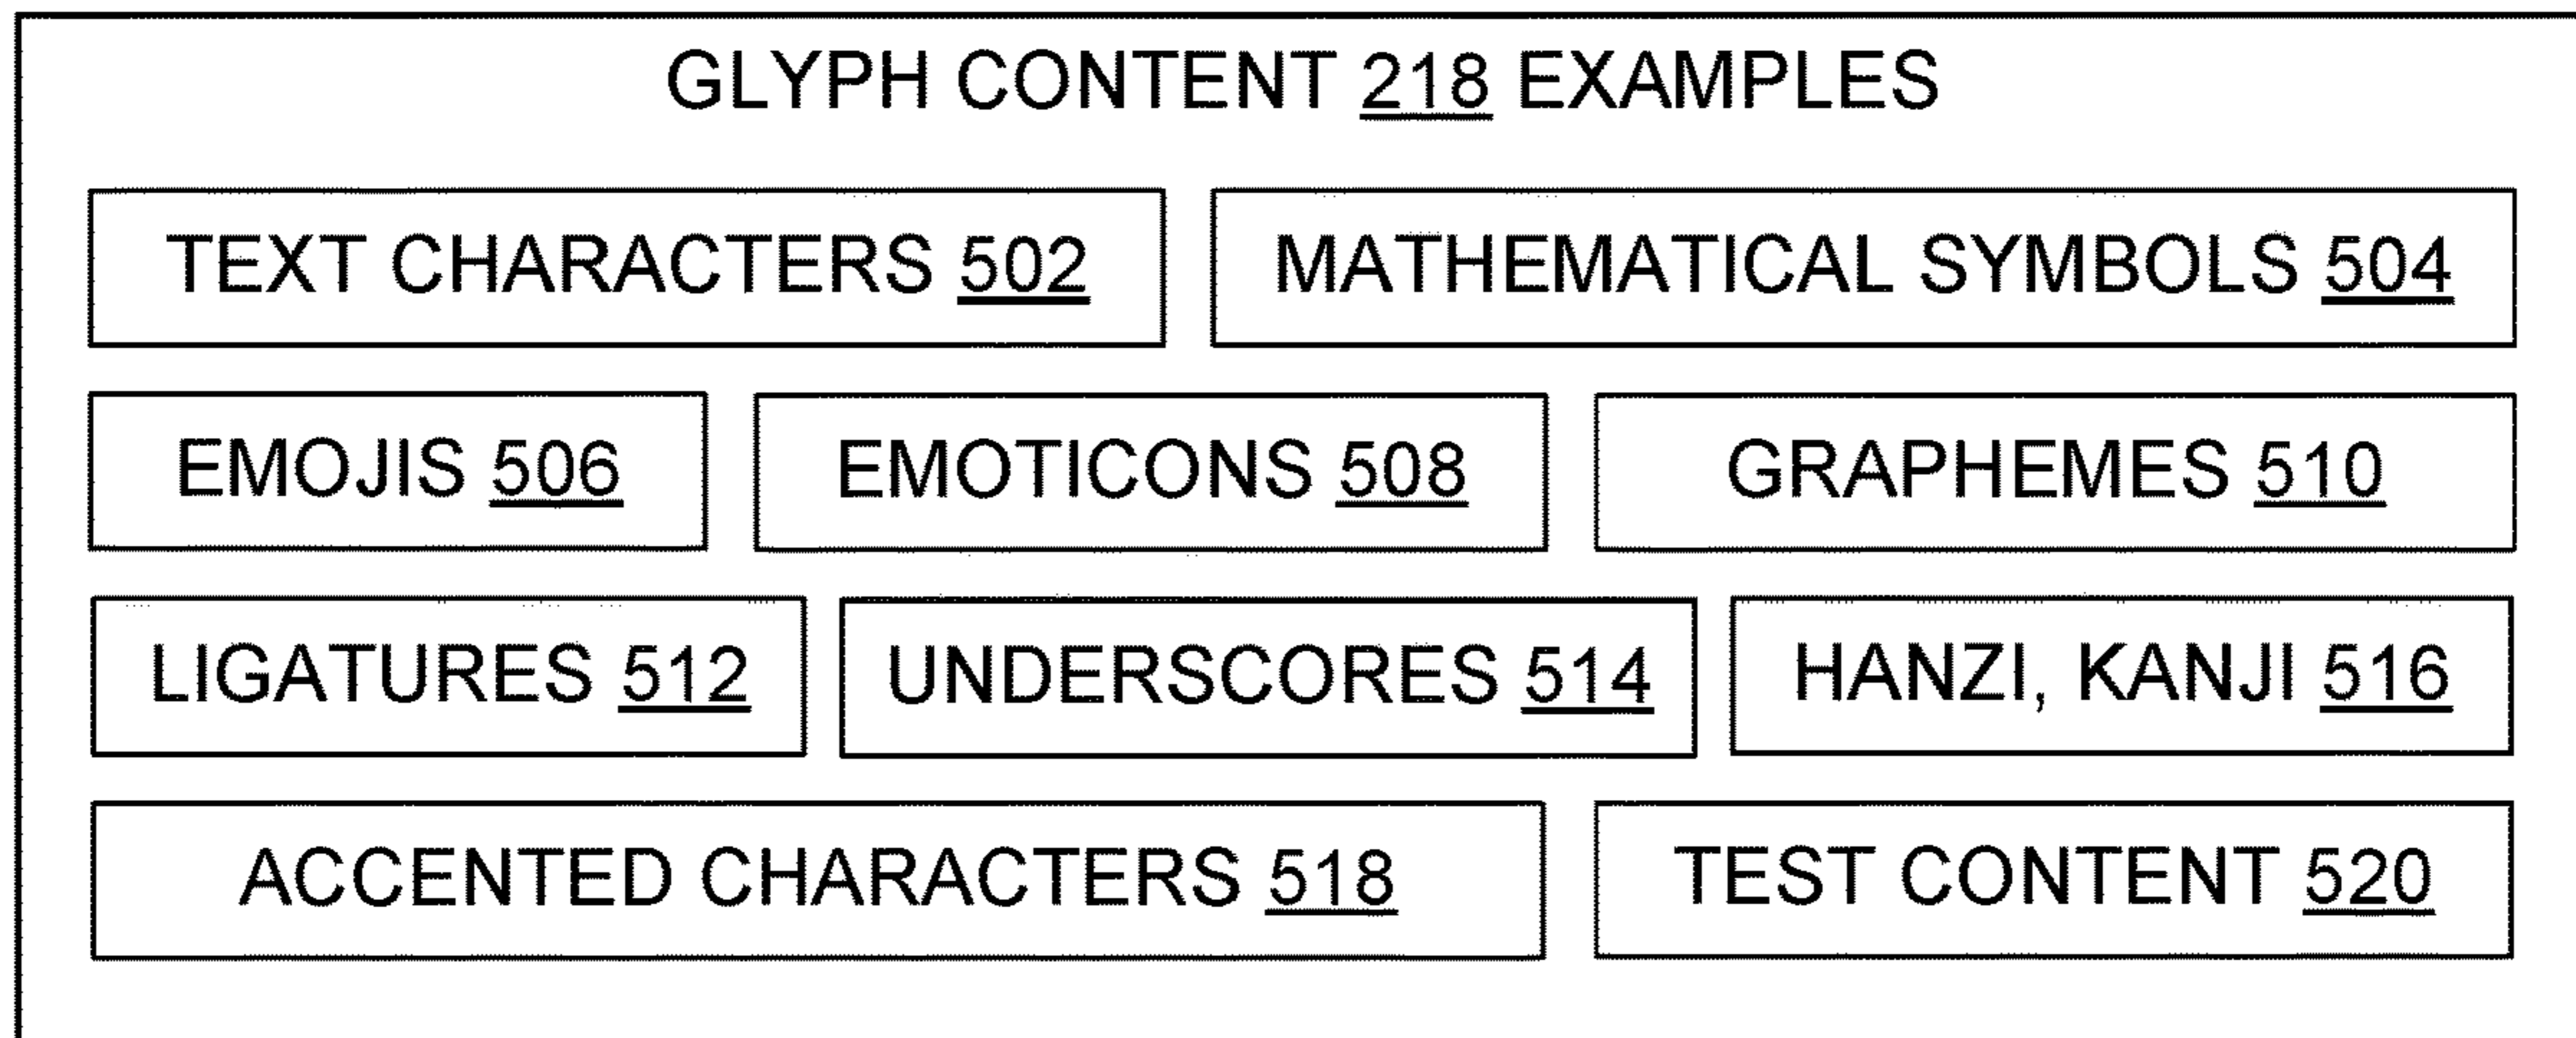 GLYPH CONTENT 218 EXAMPLES
TEXT CHARACTERS 502 MATHEMATICAL SYMBOLS 504
EMOJIS 506 EMOTICONS 508 GRAPHEMES 510
LIGATURES 512 UNDERSCORES 514 HANZI, KANJI 516
ACCENTED CHARACTERS 518 TEST CONTENT 520